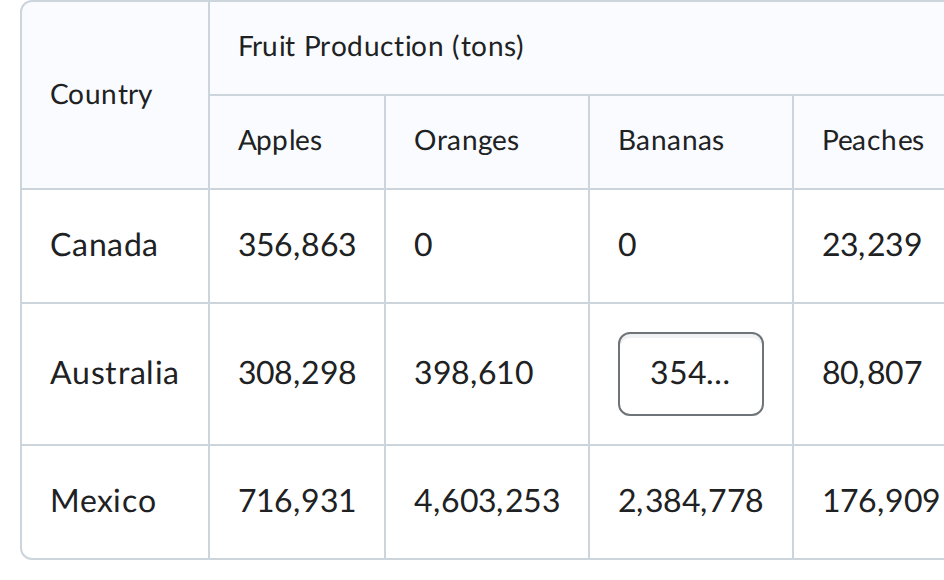 Country Fruit Production (tons)
Apples Oranges Bananas Peaches
Canada 356,863 0 0 23,239
Australia 308,298 398,610 354... 80,807
Mexico 716,931 4,603,253 2,384,778 176,909